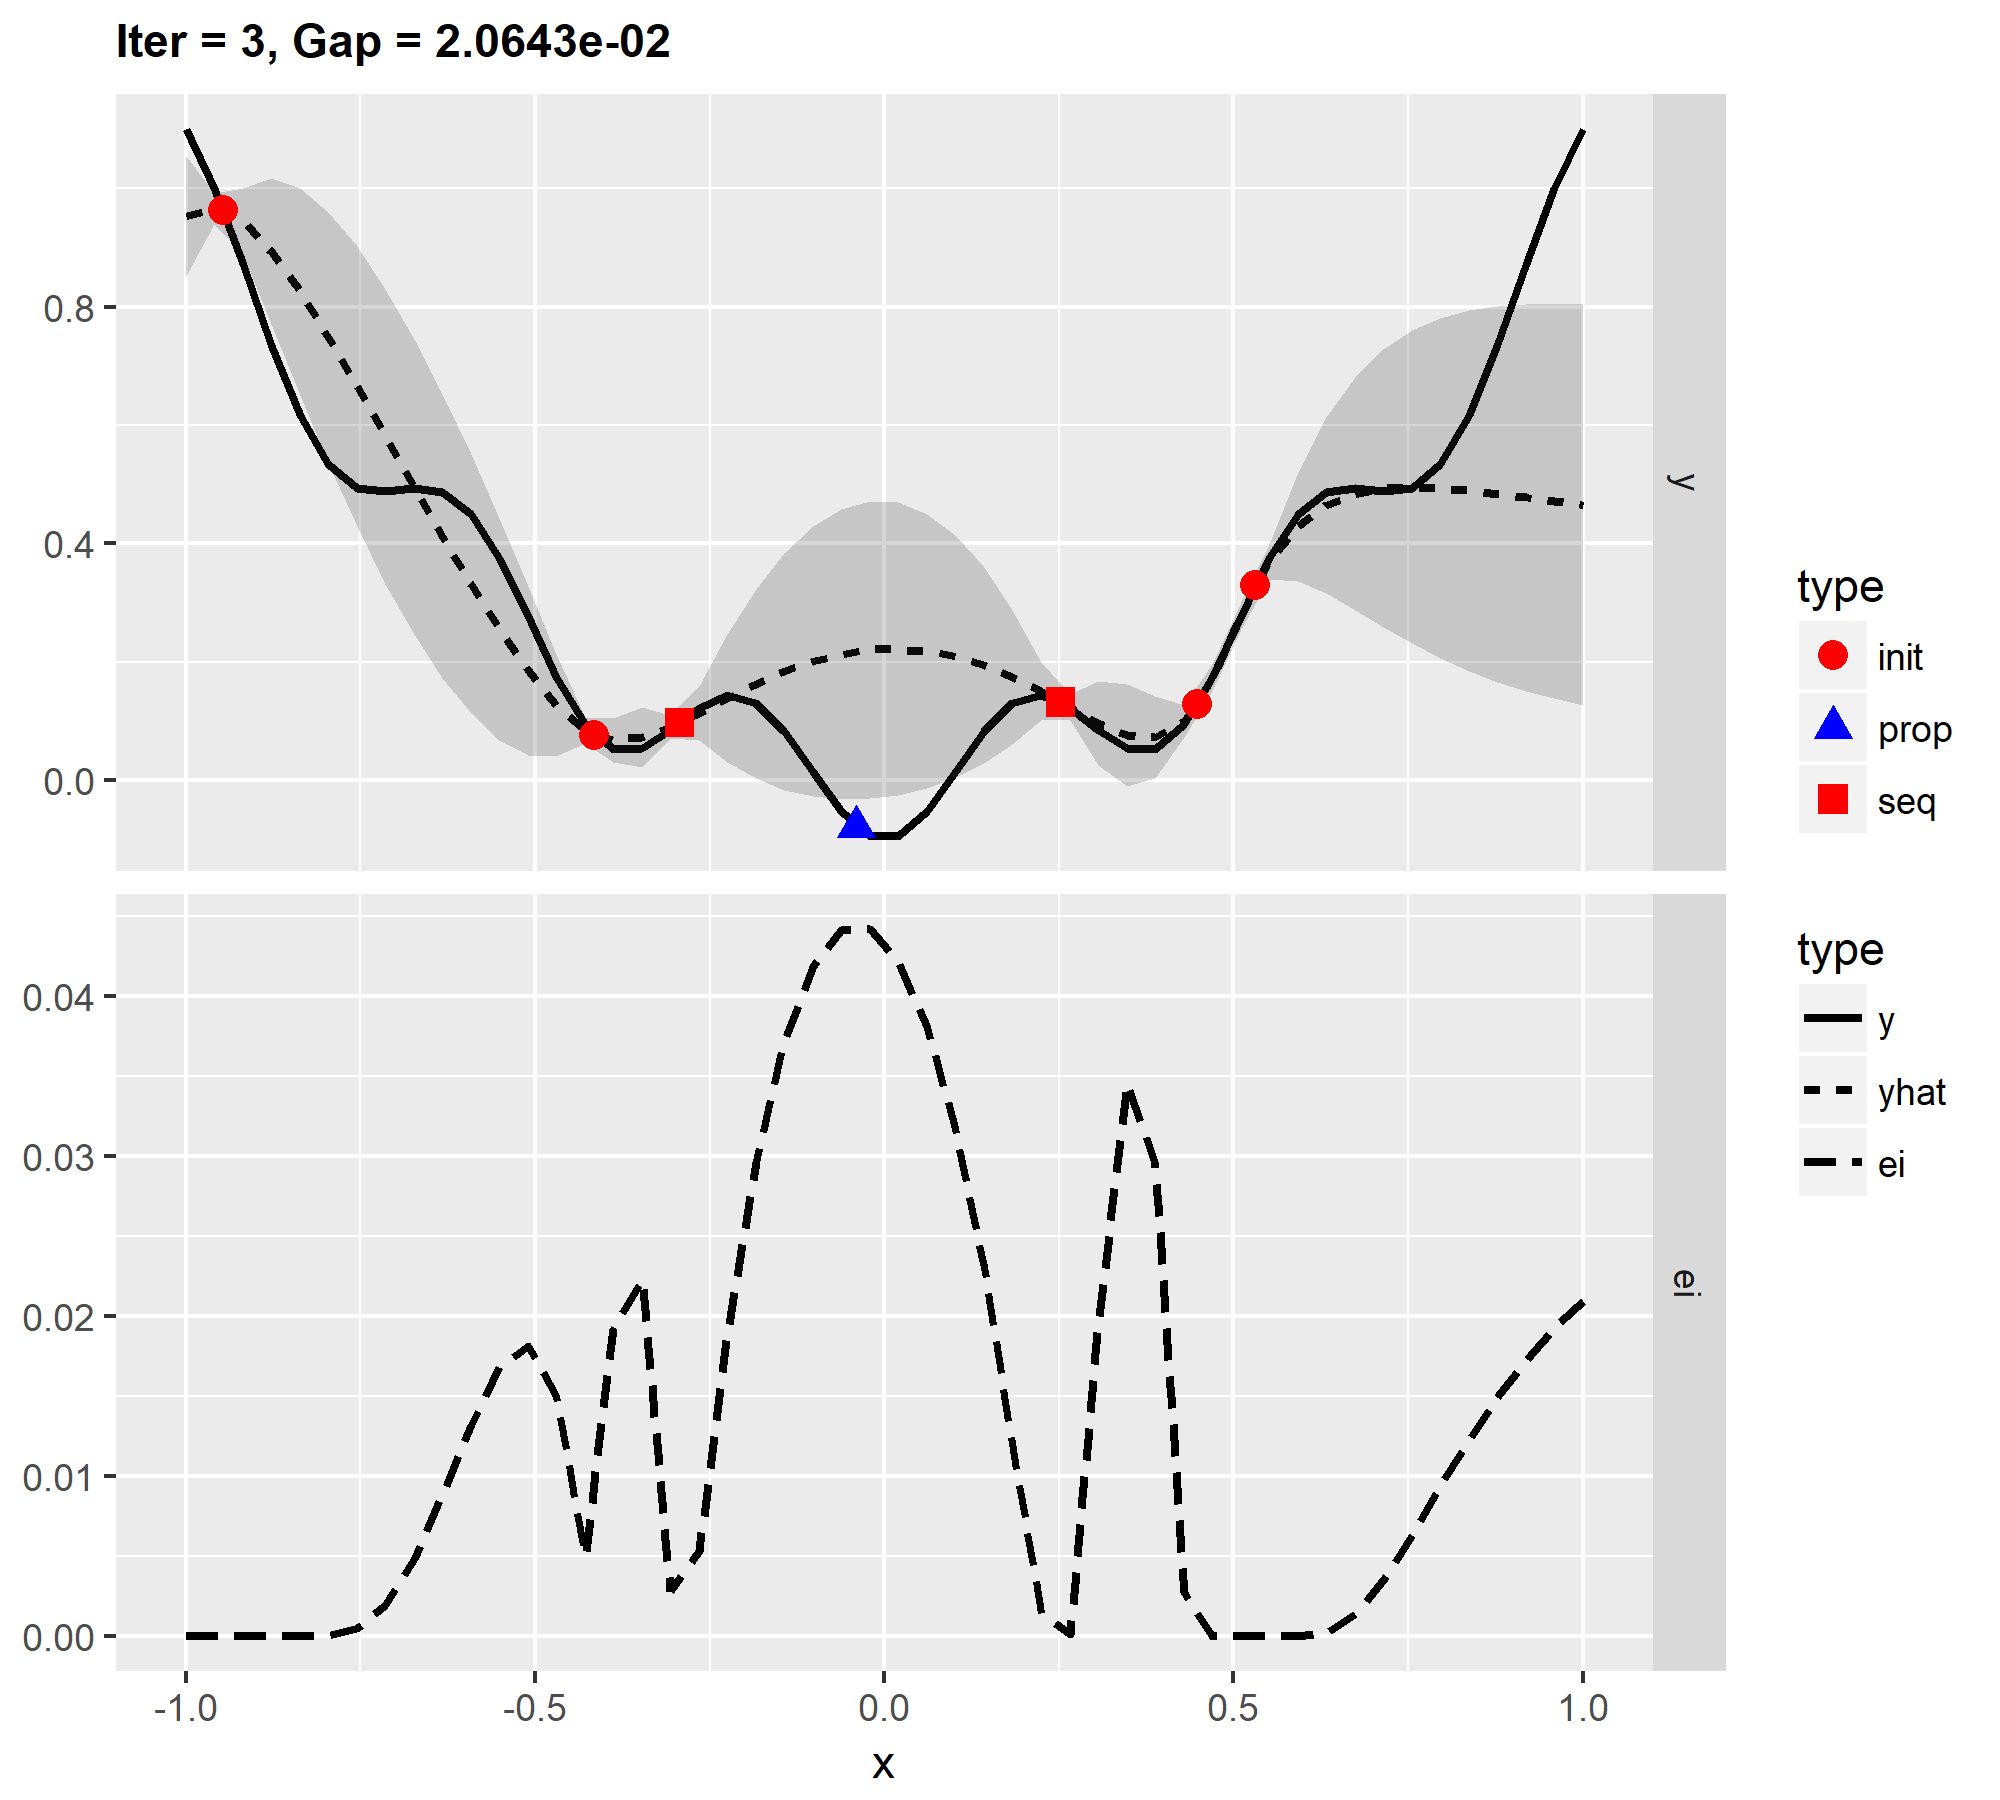 Iter = 3, Gap = 2.0643e-02
0.8
0.4
0.0
y
type
init
prop
seq
0.04
0.03
0.02
0.01
0.00
ei
type
y
yhat
ei
-1.0 -0.5 0.0 0.5 1.0
x